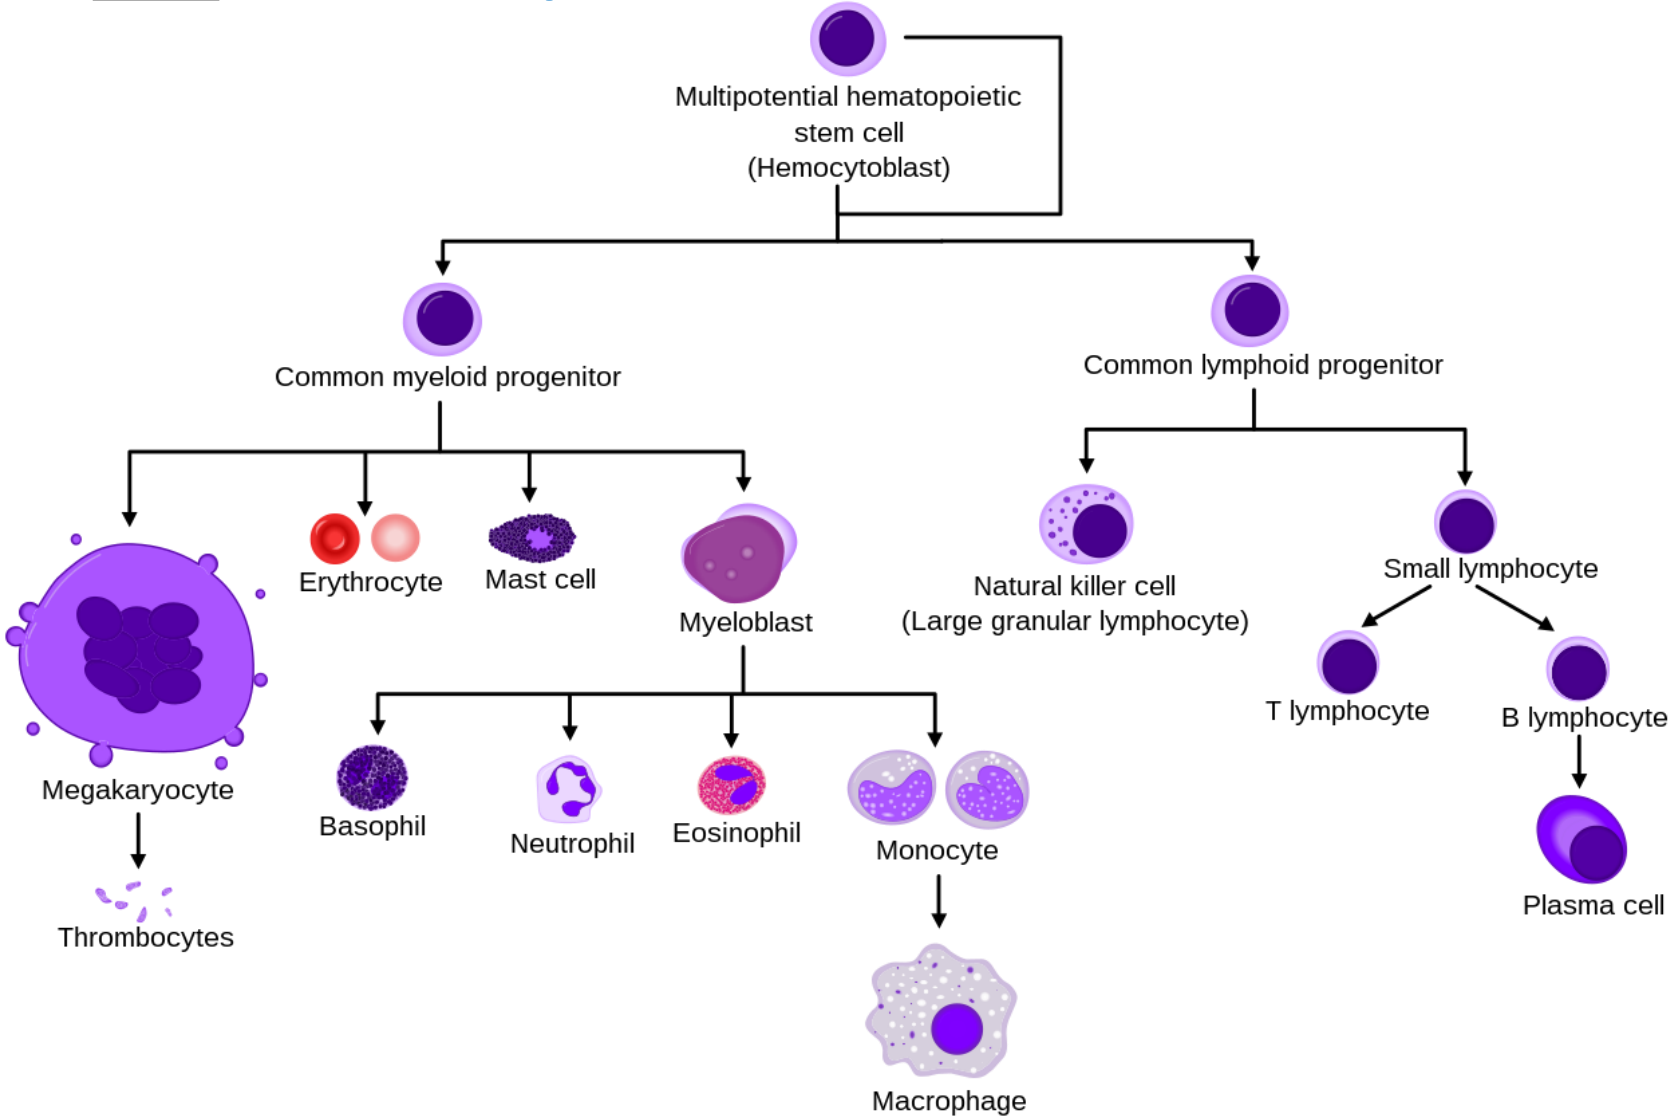 Multipotential hematopoietic
stem cell
(Hemocytoblast)
Common myeloid progenitor
Common lymphoid progenitor
Erythrocyte
Mast cell
Myeloblast
Natural killer cell
(Large granular lymphocyte)
Small lymphocyte
T lymphocyte
B lymphocyte
Megakaryocyte
Basophil
Neutrophil
Eosinophil
Monocyte
Plasma cell
Thrombocytes
Macrophage